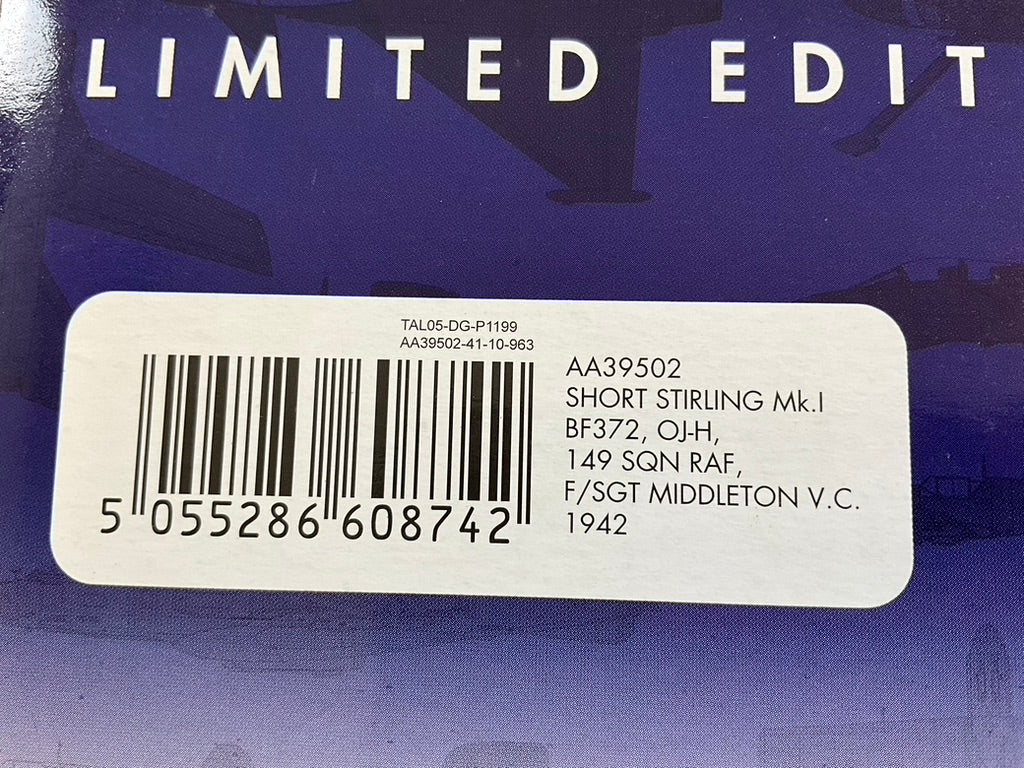 LIMITED EDIT
TAL05-DG-P1199
AA39502-41-10-963
AA39502
SHORT STIRLING Mk.I
BF372, OJ-H,
149 SQN RAF,
F/SGT MIDDLETON V.C.
1942
5 055286 608742